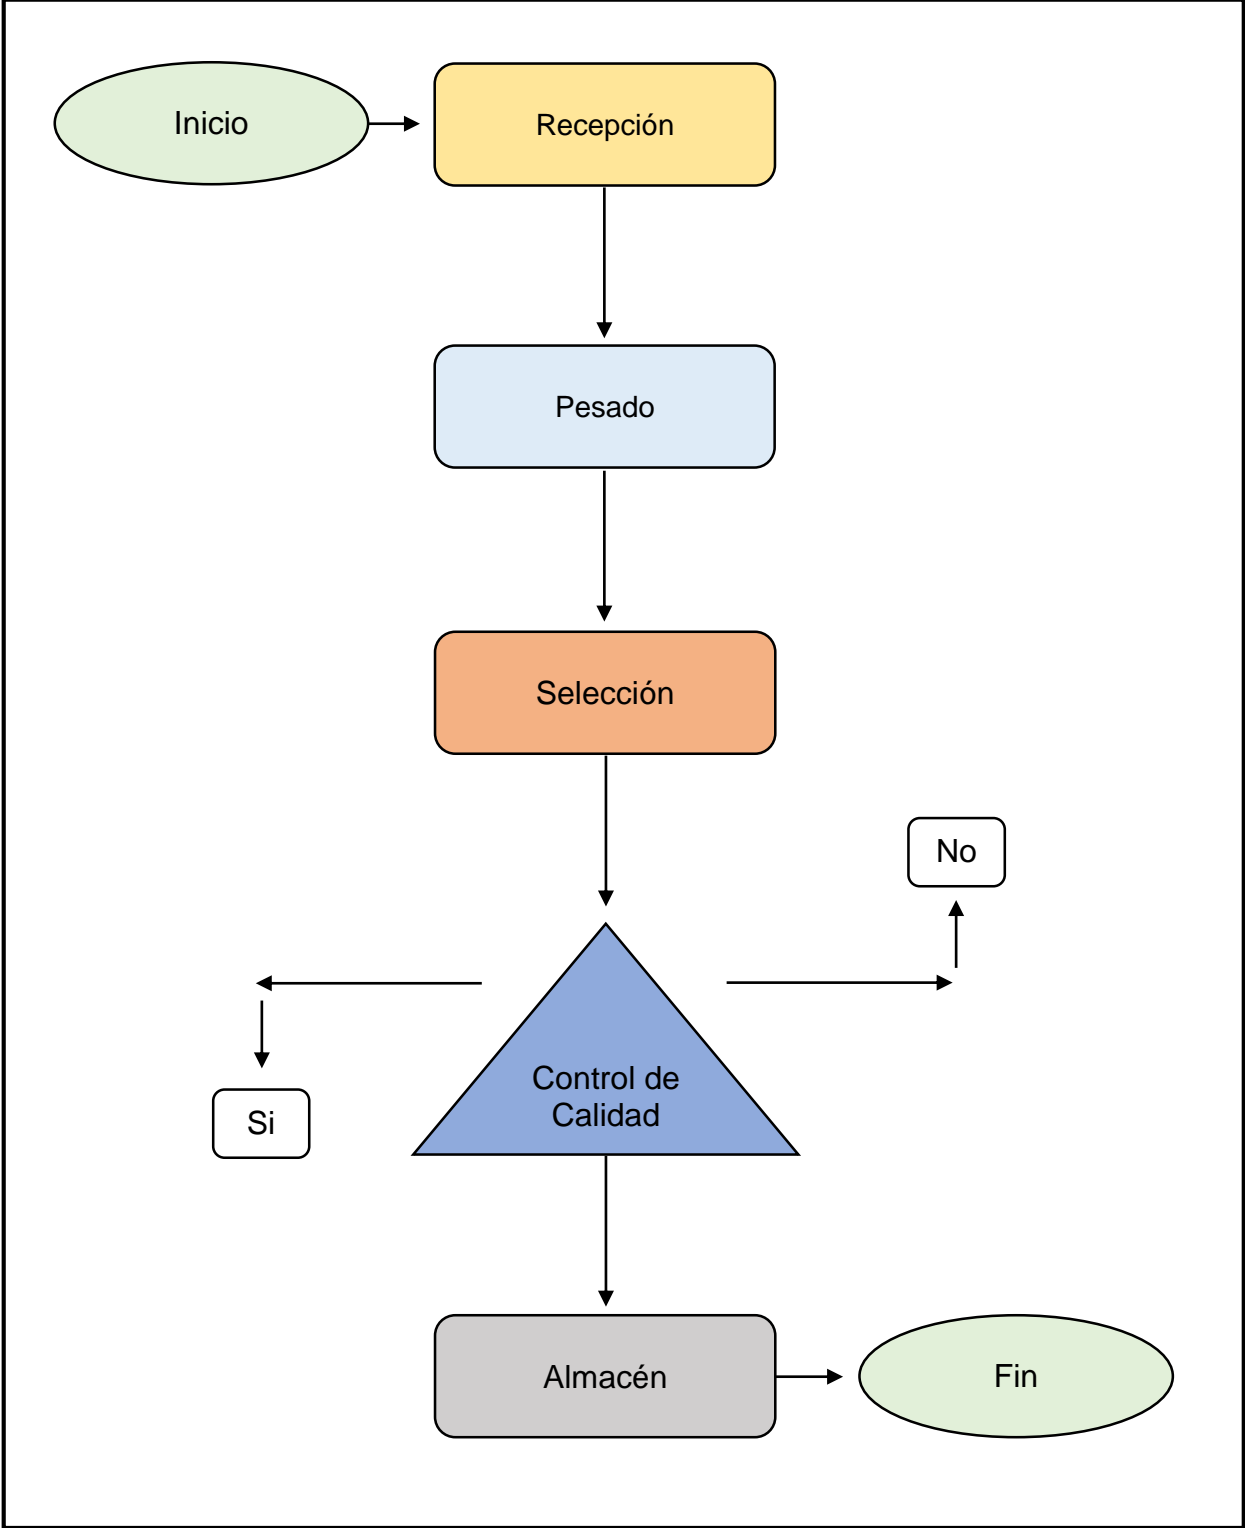 Inicio
Recepción
Pesado
Selección
No
Control de
Calidad
Si
Almacén
Fin